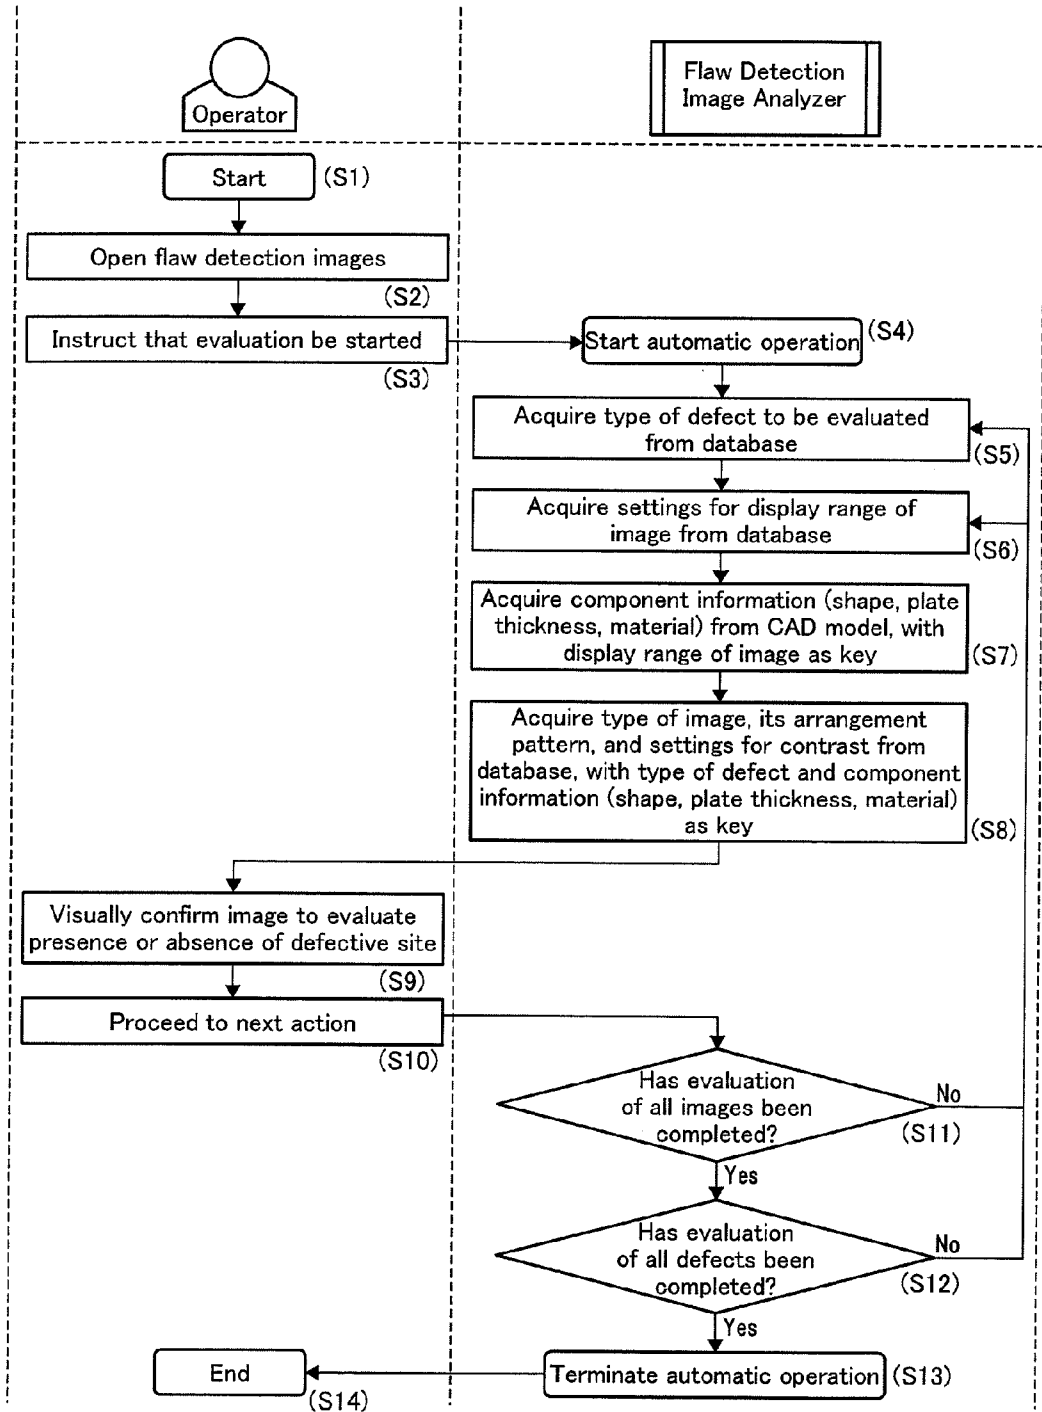 Operator
Flaw Detection
Image Analyzer
Start
(S1)
Open flaw detection images
(S2)
Instruct that evaluation be started
(S3)
Start automatic operation
(S4)
Acquire type of defect to be evaluated
from database
(S5)
Acquire settings for display range of
image from database
(S6)
Acquire component information (shape, plate
thickness, material) from CAD model, with
display range of image as key
(S7)
Acquire type of image, its arrangement
pattern, and settings for contrast from
database, with type of defect and component
information (shape, plate thickness, material)
as key
(S8)
Visually confirm image to evaluate
presence or absence of defective site
(S9)
Proceed to next action
(S10)
Has evaluation
of all images been
completed?
No
(S11)
Yes
Has evaluation
of all defects been
completed?
No
(S12)
Yes
Terminate automatic operation
(S13)
End
(S14)